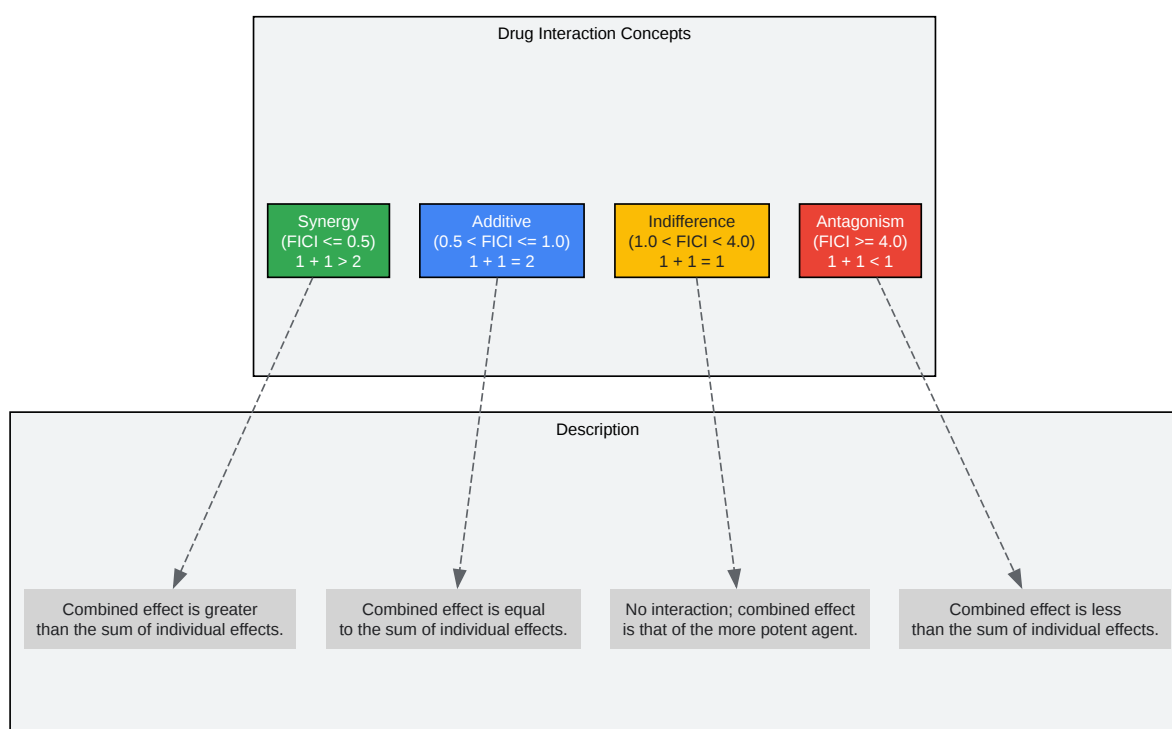 Drug Interaction Concepts
Synergy
(FICI <= 0.5)
1 + 1 > 2
Additive
(0.5 < FICI <= 1.0)
1 + 1 = 2
Indifference
(1.0 < FICI < 4.0)
1 + 1 = 1
Antagonism
(FICI >= 4.0)
1 + 1 < 1
Description
Combined effect is greater
than the sum of individual effects.
Combined effect is equal
to the sum of individual effects.
No interaction; combined effect
is that of the more potent agent.
Combined effect is less
than the sum of individual effects.